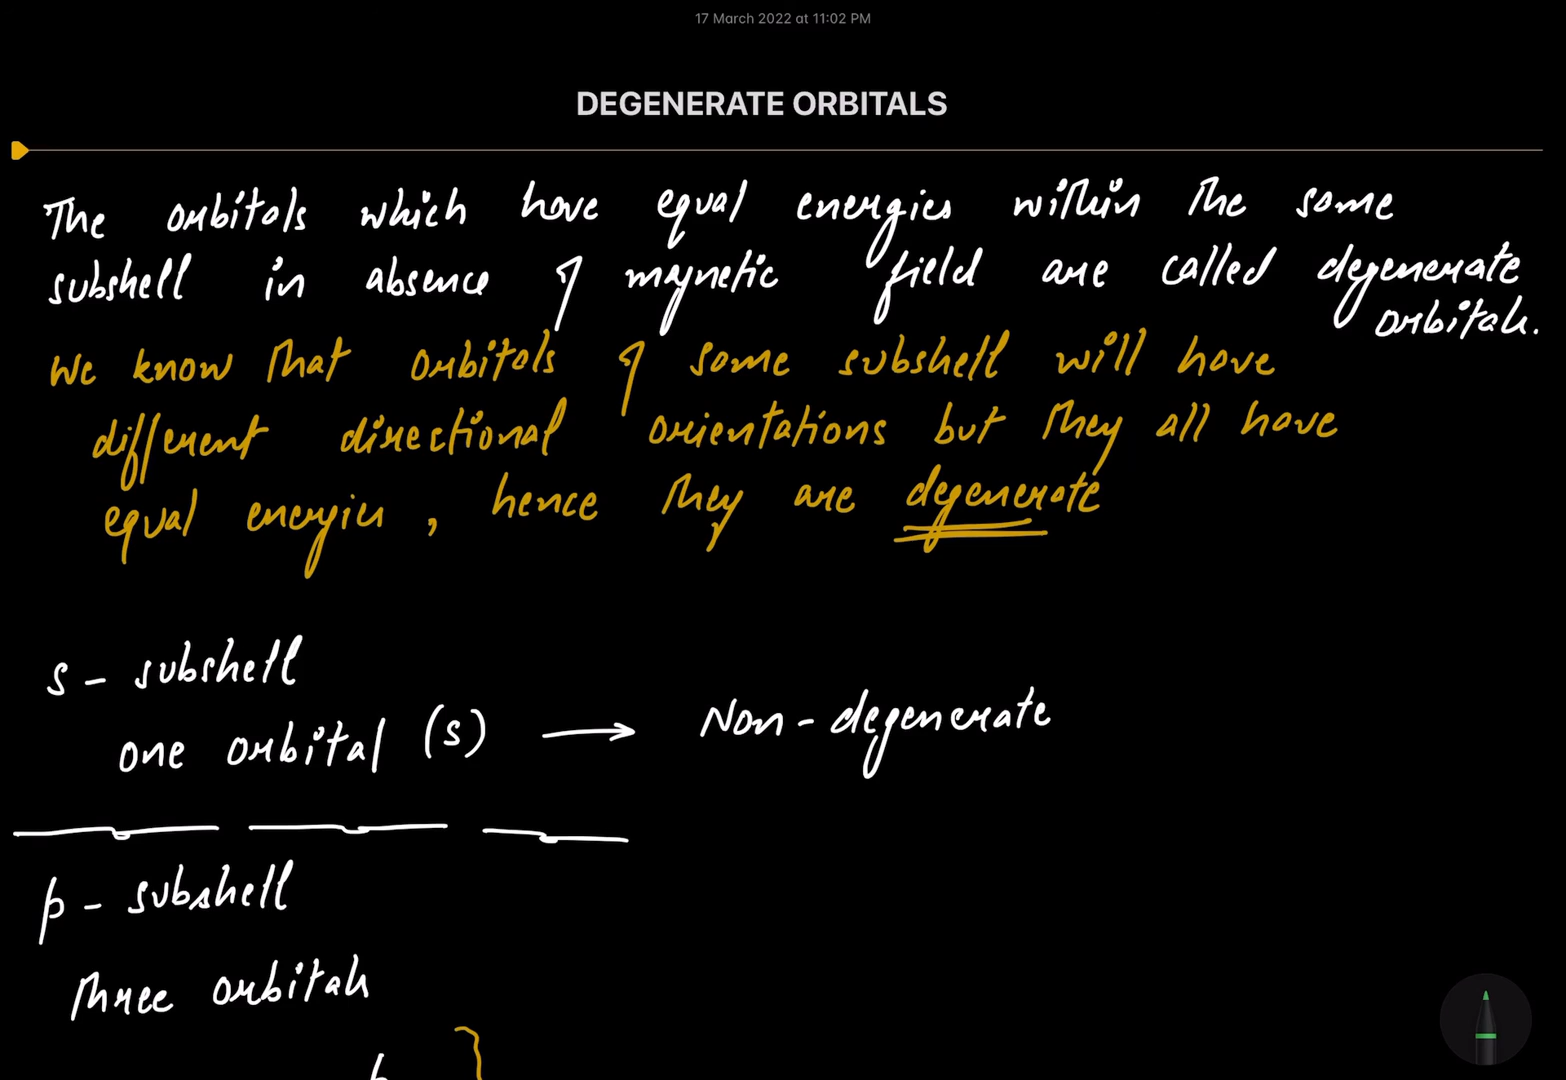 17 March 2022 at 11:02 PM
DEGENERATE ORBITALS
The orbitals which have equal energies within the same
subshell in absence of magnetic field are called degenerate
orbitals.
We know that orbitals of same subshell will have
different directional orientations but they all have
equal energies, hence they are degenerate
s - subshell
one orbital (s) → Non-degenerate
p - subshell
three orbitals